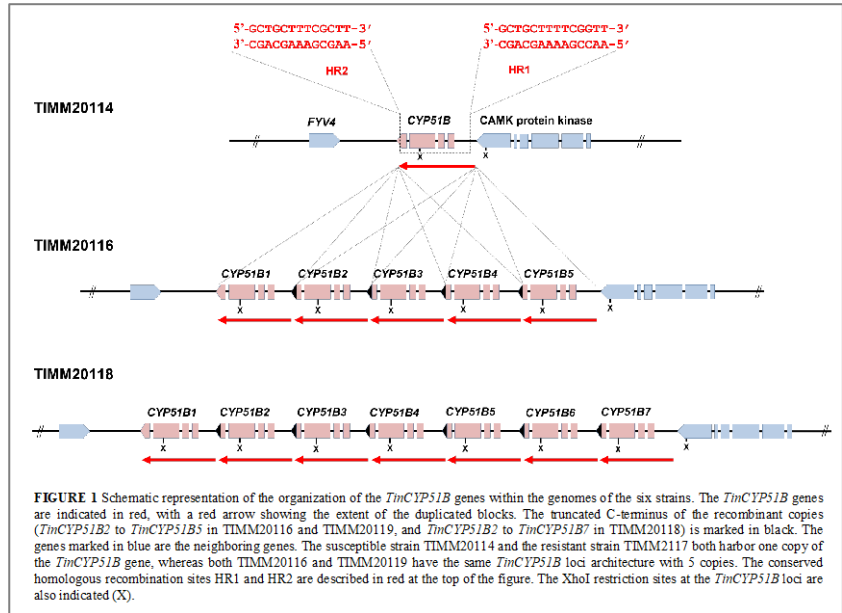 5’-GCTGCTTTCGCTT-3’ 5’-GCTGCTTTTCGGTT-3’
3’-CGACGAAAGCGAA-5’ 3’-CGACGAAAAGCCAA-5’
HR2 HR1
TIMM20114
FYV4 CYP51B CAMK protein kinase
// //
X X
TIMM20116
CYP51B1 CYP51B2 CYP51B3 CYP51B4 CYP51B5
// //
X X X X X X
TIMM20118
CYP51B1 CYP51B2 CYP51B3 CYP51B4 CYP51B5 CYP51B6 CYP51B7
// //
X X X X X X X X
FIGURE 1 Schematic representation of the organization of the TinCYP51B genes within the genomes of the six strains. The TinCYP51B genes
are indicated in red, with a red arrow showing the extent of the duplicated blocks. The truncated C-terminus of the recombinant copies
(TinCYP51B2 to TinCYP51B5 in TIMM20116 and TIMM20119, and TinCYP51B2 to TinCYP51B7 in TIMM20118) is marked in black. The
genes marked in blue are the neighboring genes. The susceptible strain TIMM20114 and the resistant strain TIMM2117 both harbor one copy of
the TinCYP51B gene, whereas both TIMM20116 and TIMM20119 have the same TinCYP51B loci architecture with 5 copies. The conserved
homologous recombination sites HR1 and HR2 are described in red at the top of the figure. The XhoI restriction sites at the TinCYP51B loci are
also indicated (X).